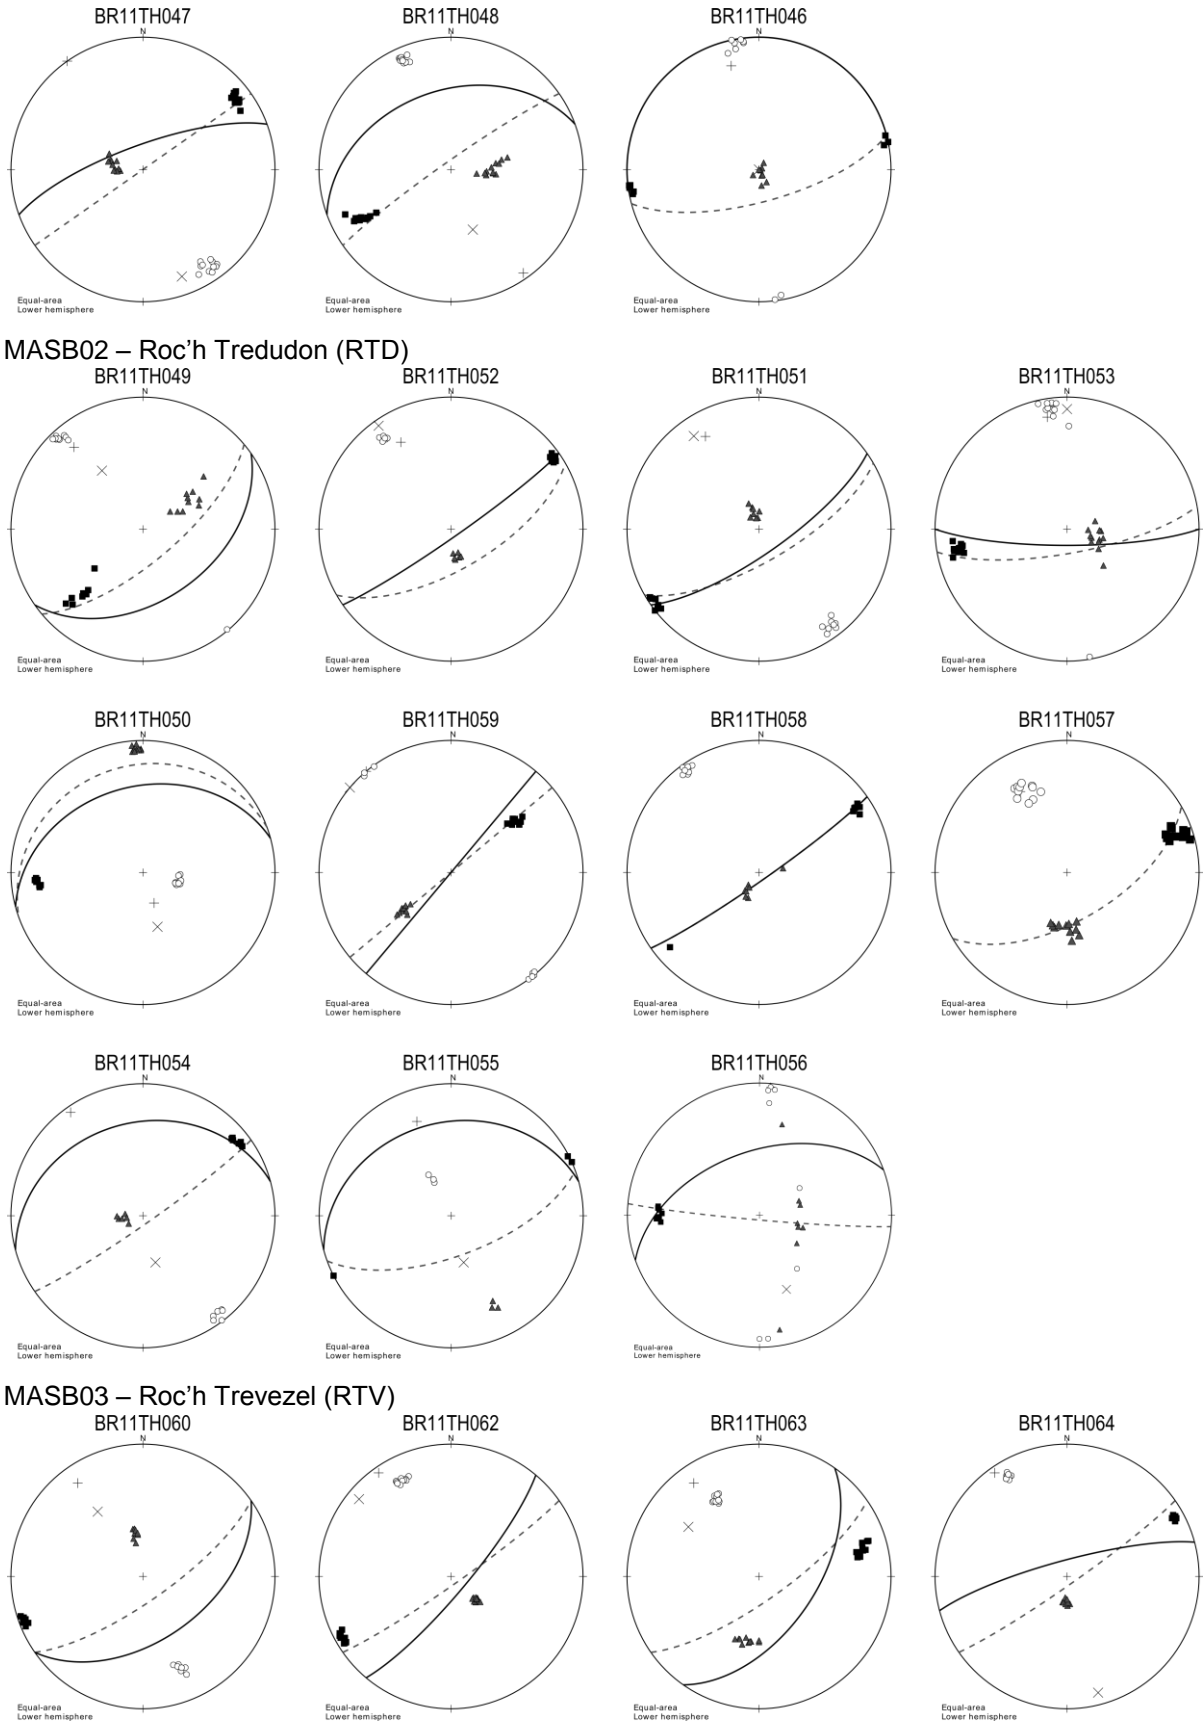 BR11TH047 BR11TH048 BR11TH046
N N N
Equal-area Equal-area Equal-area
Lower hemisphere Lower hemisphere Lower hemisphere
MASB02 – Roc’h Tredudon (RTD)
BR11TH049 BR11TH052 BR11TH051 BR11TH053
N N N N
Equal-area Equal-area Equal-area Equal-area
Lower hemisphere Lower hemisphere Lower hemisphere Lower hemisphere
BR11TH050 BR11TH059 BR11TH058 BR11TH057
N N N N
Equal-area Equal-area Equal-area Equal-area
Lower hemisphere Lower hemisphere Lower hemisphere Lower hemisphere
BR11TH054 BR11TH055 BR11TH056
N N N
Equal-area Equal-area Equal-area
Lower hemisphere Lower hemisphere Lower hemisphere
MASB03 – Roc’h Trevezel (RTV)
BR11TH060 BR11TH062 BR11TH063 BR11TH064
N N N N
Equal-area Equal-area Equal-area Equal-area
Lower hemisphere Lower hemisphere Lower hemisphere Lower hemisphere